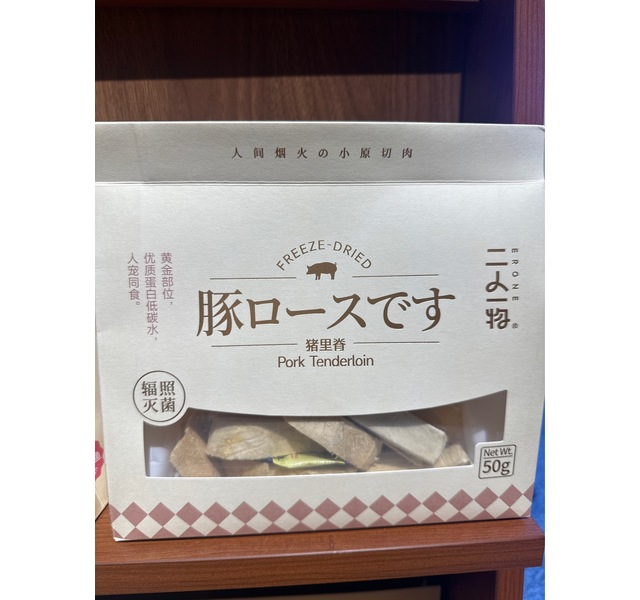 人间烟火の小原切肉
FREEZE-DRIED
豚ロースです
猪里脊
Pork Tenderloin
黄金部位，
优质蛋白低碳水，
人宠同食。
二人一物
ERONE ®
辐照
灭菌
Net Wt.
50g